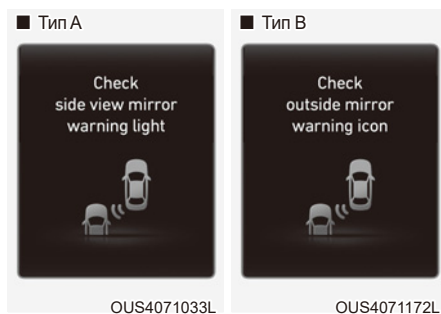 ■ Тип A
Check
side view mirror
warning light
OUS4071033L
■ Тип B
Check
outside mirror
warning icon
OUS4071172L